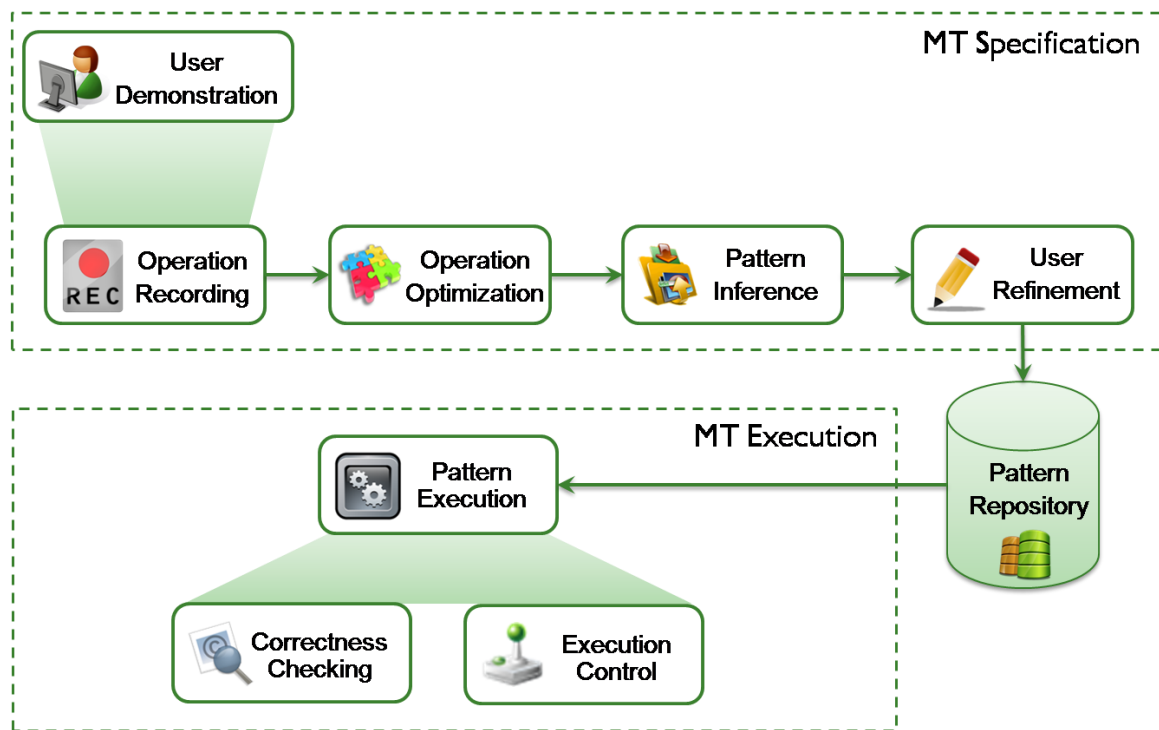 MT Specification
User
Demonstration
REC
Operation
Recording
Operation
Optimization
Pattern
Inference
User
Refinement
MT Execution
Pattern
Execution
Pattern
Repository
C
Correctness
Checking
Execution
Control